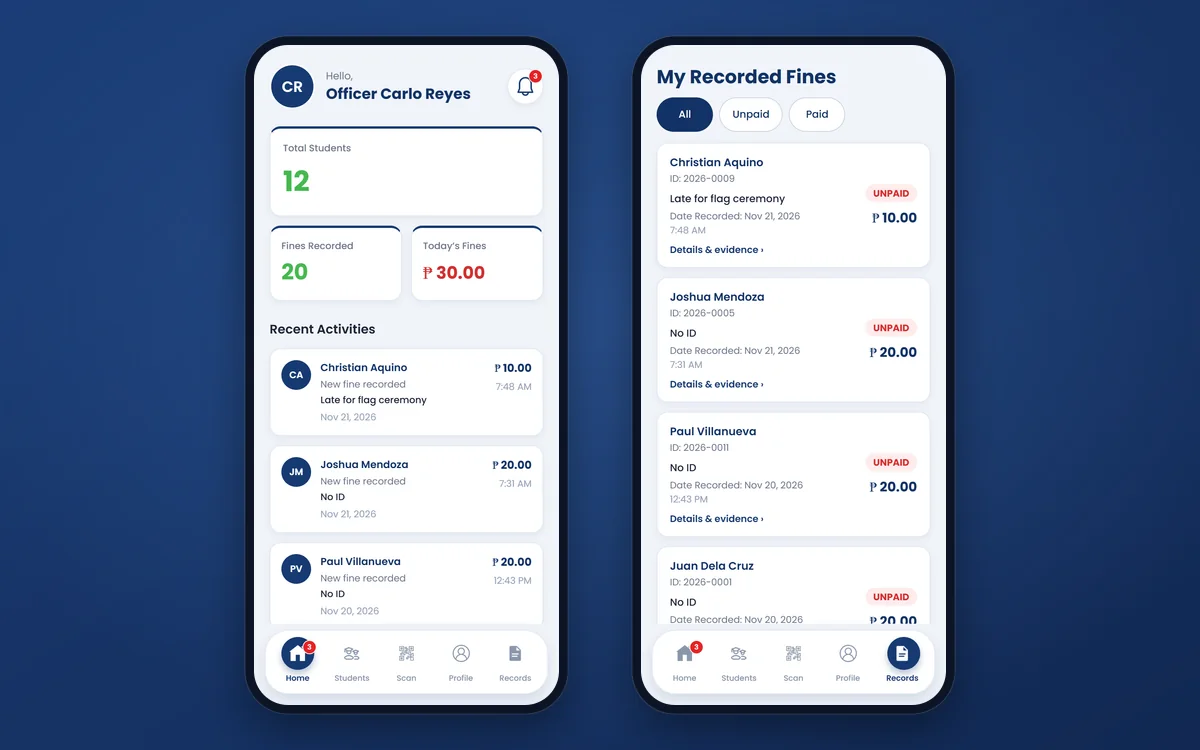 CR
Hello,
Officer Carlo Reyes
3
Total Students
12
Fines Recorded
20
Today's Fines
₱ 30.00
Recent Activities
CA
Christian Aquino
₱ 10.00
New fine recorded
7:48 AM
Late for flag ceremony
Nov 21, 2026
JM
Joshua Mendoza
₱ 20.00
New fine recorded
7:31 AM
No ID
Nov 21, 2026
PV
Paul Villanueva
₱ 20.00
New fine recorded
12:43 PM
No ID
Nov 20, 2026
3
Home
Students
Scan
Profile
Records
My Recorded Fines
All
Unpaid
Paid
Christian Aquino
ID: 2026-0009
UNPAID
Late for flag ceremony
₱ 10.00
Date Recorded: Nov 21, 2026
7:48 AM
Details & evidence ›
Joshua Mendoza
ID: 2026-0005
UNPAID
No ID
₱ 20.00
Date Recorded: Nov 21, 2026
7:31 AM
Details & evidence ›
Paul Villanueva
ID: 2026-0011
UNPAID
No ID
₱ 20.00
Date Recorded: Nov 20, 2026
12:43 PM
Details & evidence ›
Juan Dela Cruz
ID: 2026-0001
UNPAID
No ID
₱ 20.00
Date Recorded: Nov 20, 2026
3
Home
Students
Scan
Profile
Records